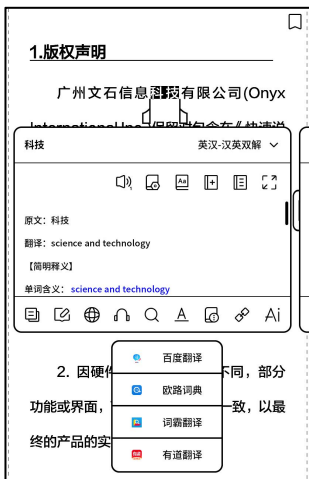 1.版权声明
广州文石信息科技有限公司(Onyx
科技
英汉-汉英双解
Aa
原文：科技
翻译：science and technology
【简明释义】
单词含义：science and technology
A
Ai
百度翻译
2. 因硬
不同，部分
欧路词典
功能或界面，
一致，以最
词霸翻译
终的产品的实
有道翻译